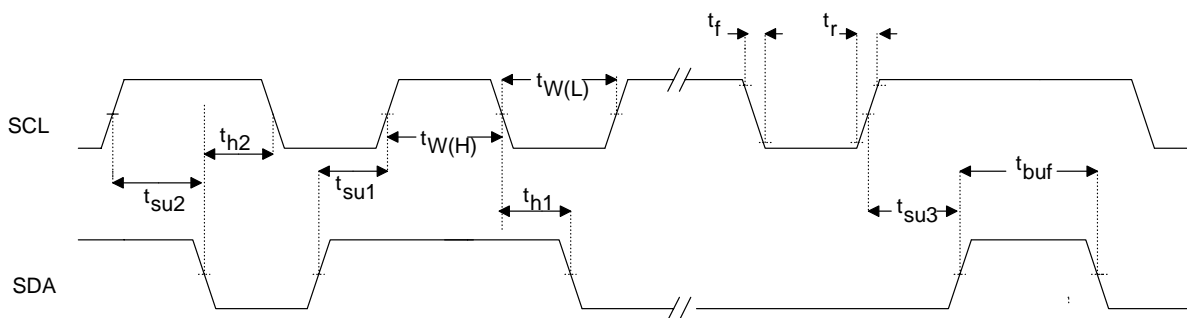 tf
tr
tW(L)
SCL
th2
tW(H)
tbuf
tsu2
tsu1
th1
tsu3
SDA